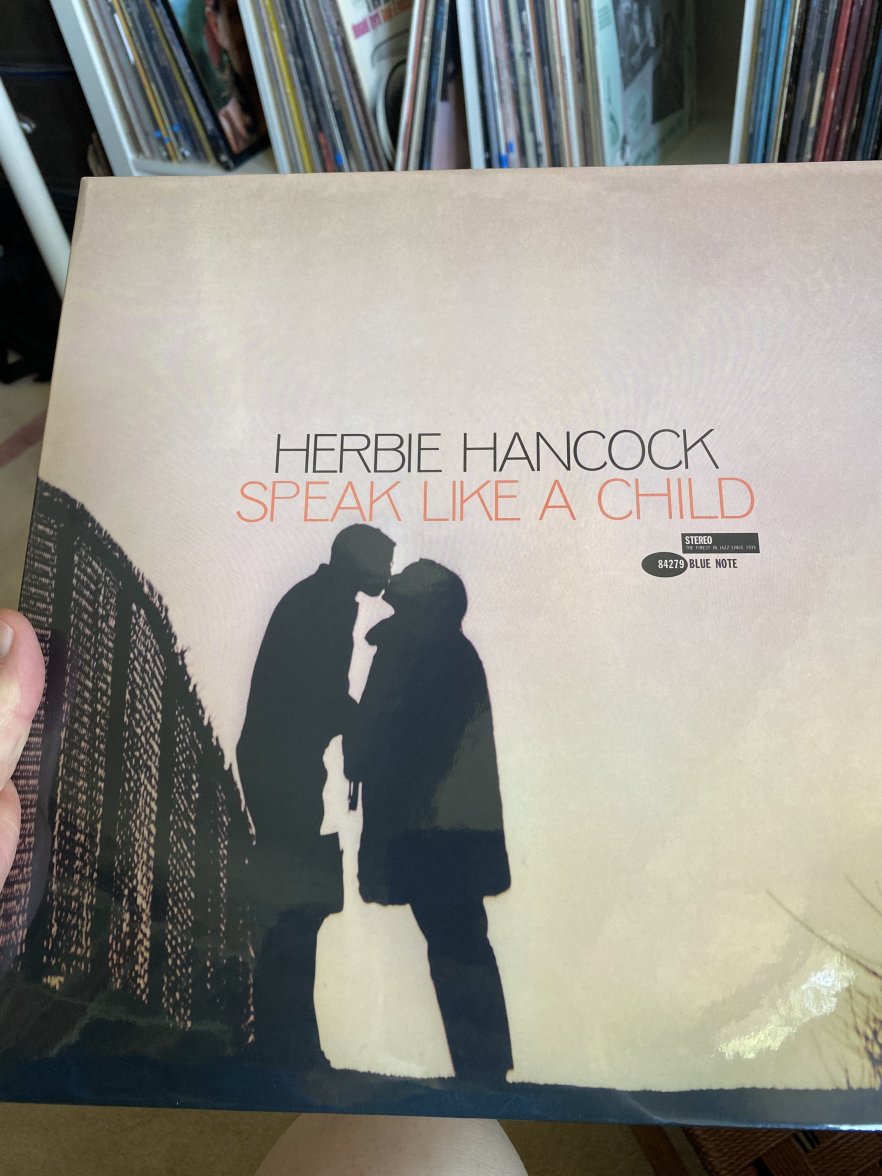 HERBIE HANCOCK
SPEAK LIKE A CHILD
STEREO
THE FINEST IN JAZZ SINCE 1939
84279 BLUE NOTE